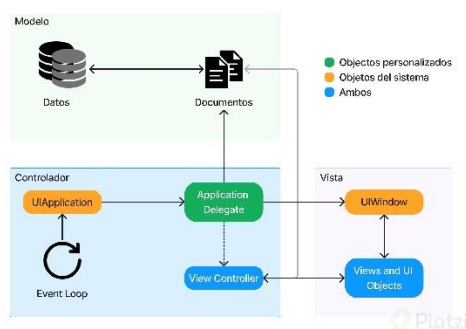 Modelo
Datos
Documentos
Objectos personalizados
Objetos del sistema
Ambos
Controlador
UIApplication
Application
Delegate
Event Loop
View Controller
Vista
UIWindow
Views and UI
Objects
Platzi